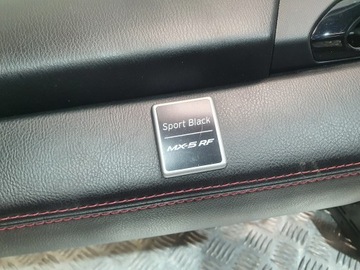 Sport Black
MX-5 RF